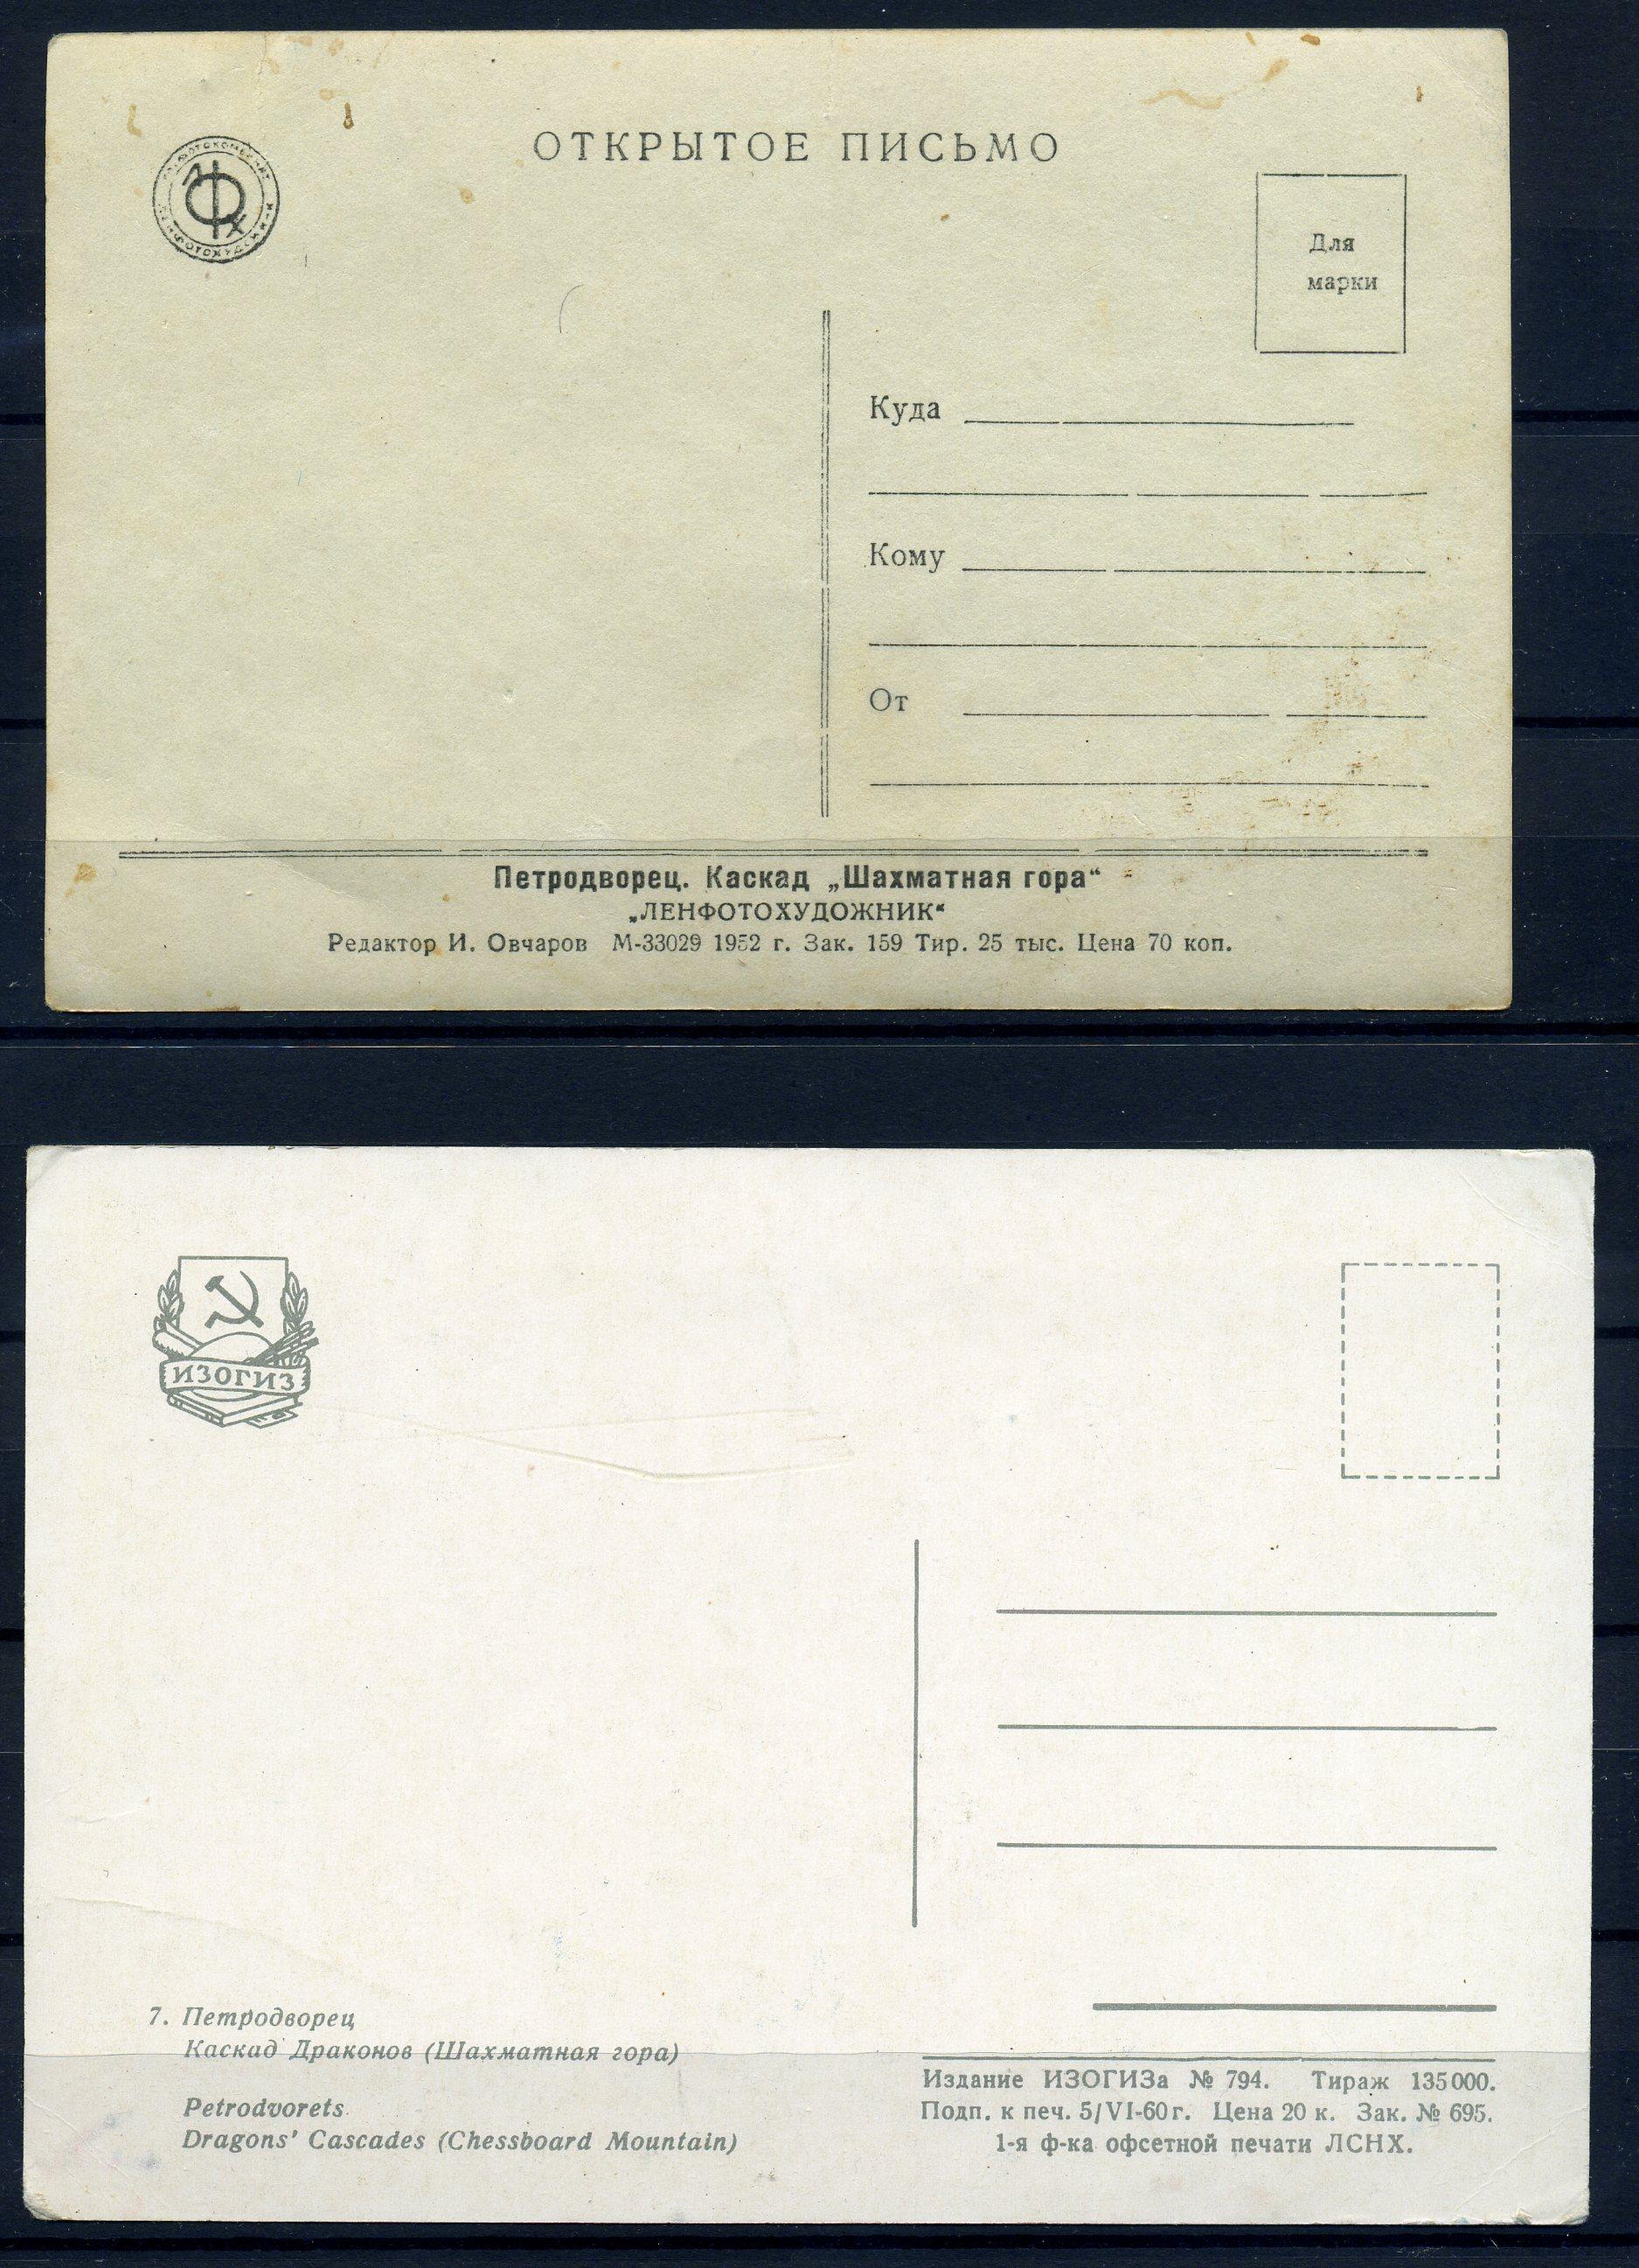 ОТКРЫТОЕ ПИСЬМО
Для
марки
Куда
Кому
От
Петродворец. Каскад „Шахматная гора“
„ЛЕНФОТОХУДОЖНИК“
Редактор И. Овчаров М-33029 1952 г. Зак. 159 Тир. 25 тыс. Цена 70 коп.
ИЗОГИЗ
7. Петродворец
Каскад Драконов (Шахматная гора)
Petrodvorets
Dragons' Cascades (Chessboard Mountain)
Издание ИЗОГИЗа № 794. Тираж 135000.
Подп. к печ. 5/VI-60г. Цена 20 к. Зак. № 695.
1-я ф-ка офсетной печати ЛСНХ.